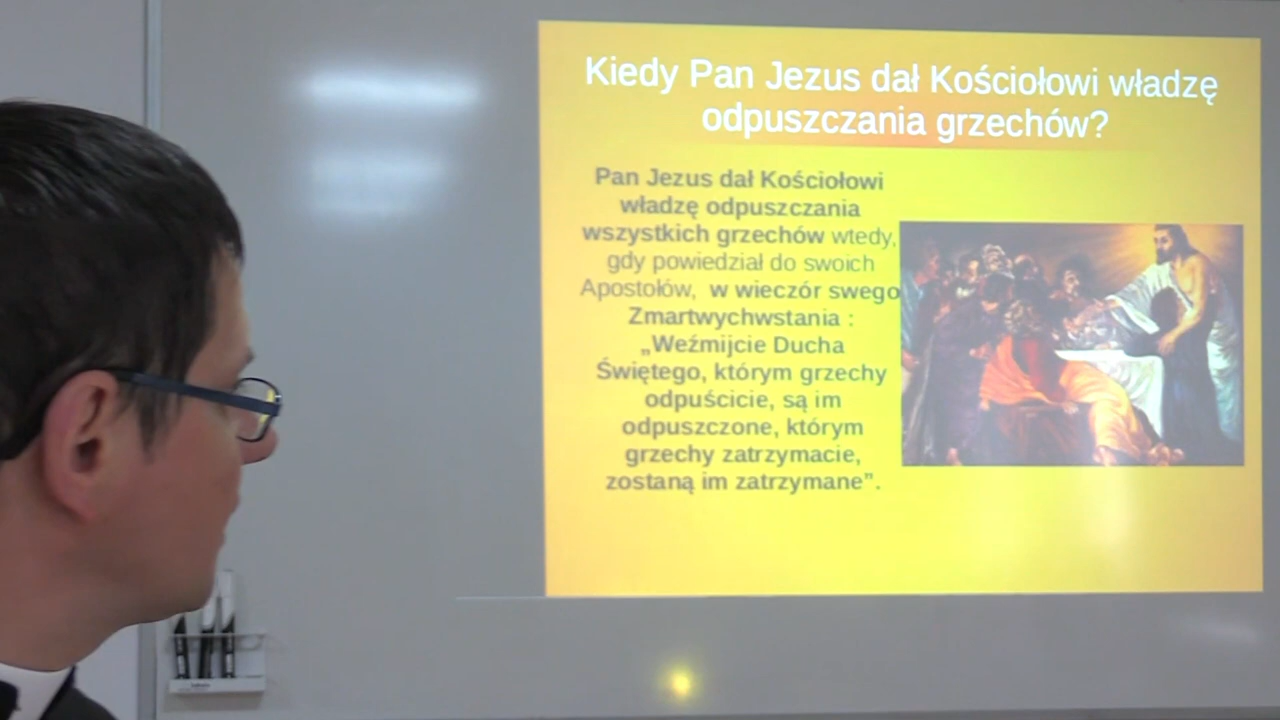 Kiedy Pan Jezus dał Kościołowi władzę
odpuszczania grzechów?
Pan Jezus dał Kościołowi
władzę odpuszczania
wszystkich grzechów wtedy,
gdy powiedział do swoich
Apostołów, w wieczór swego
Zmartwychwstania :
„Weźmijcie Ducha
Świętego, którym grzechy
odpuścicie, są im
odpuszczone, którym
grzechy zatrzymacie,
zostaną im zatrzymane”.